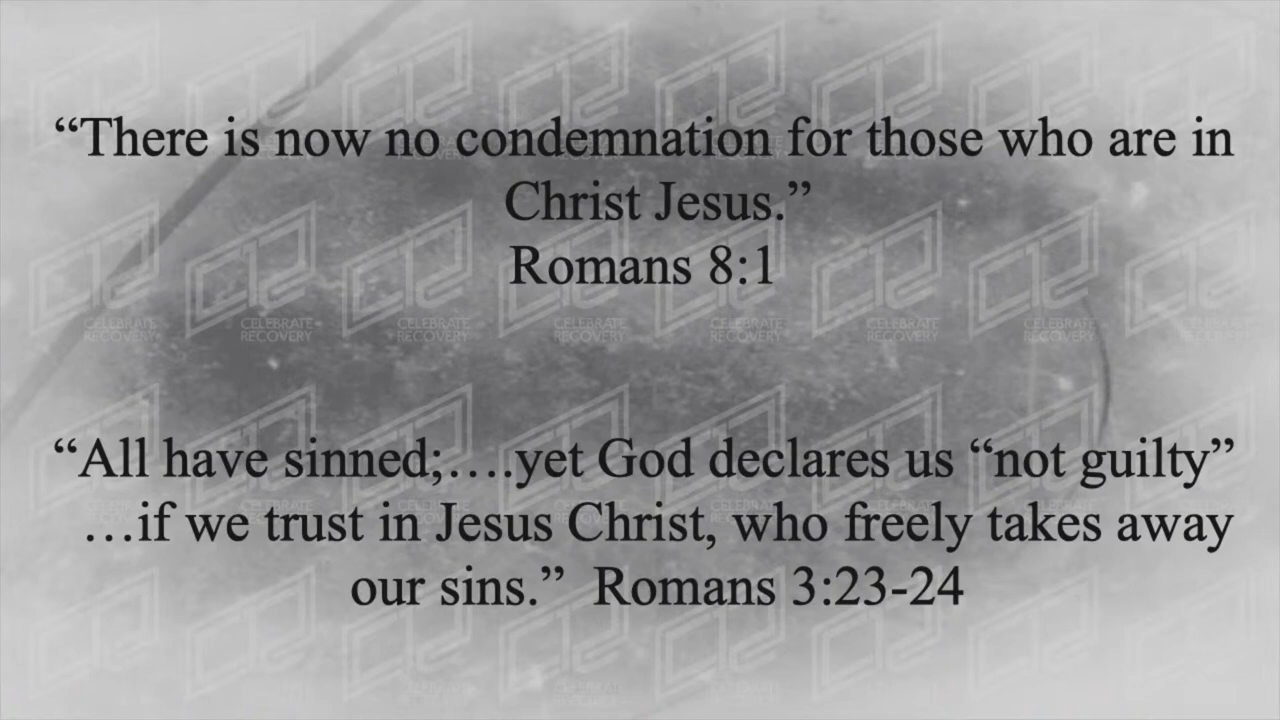 “There is now no condemnation for those who are in
Christ Jesus.”
Romans 8:1
CELEBRATE
RECOVERY
“All have sinned;….yet God declares us “not guilty”
…if we trust in Jesus Christ, who freely takes away
our sins.”  Romans 3:23-24